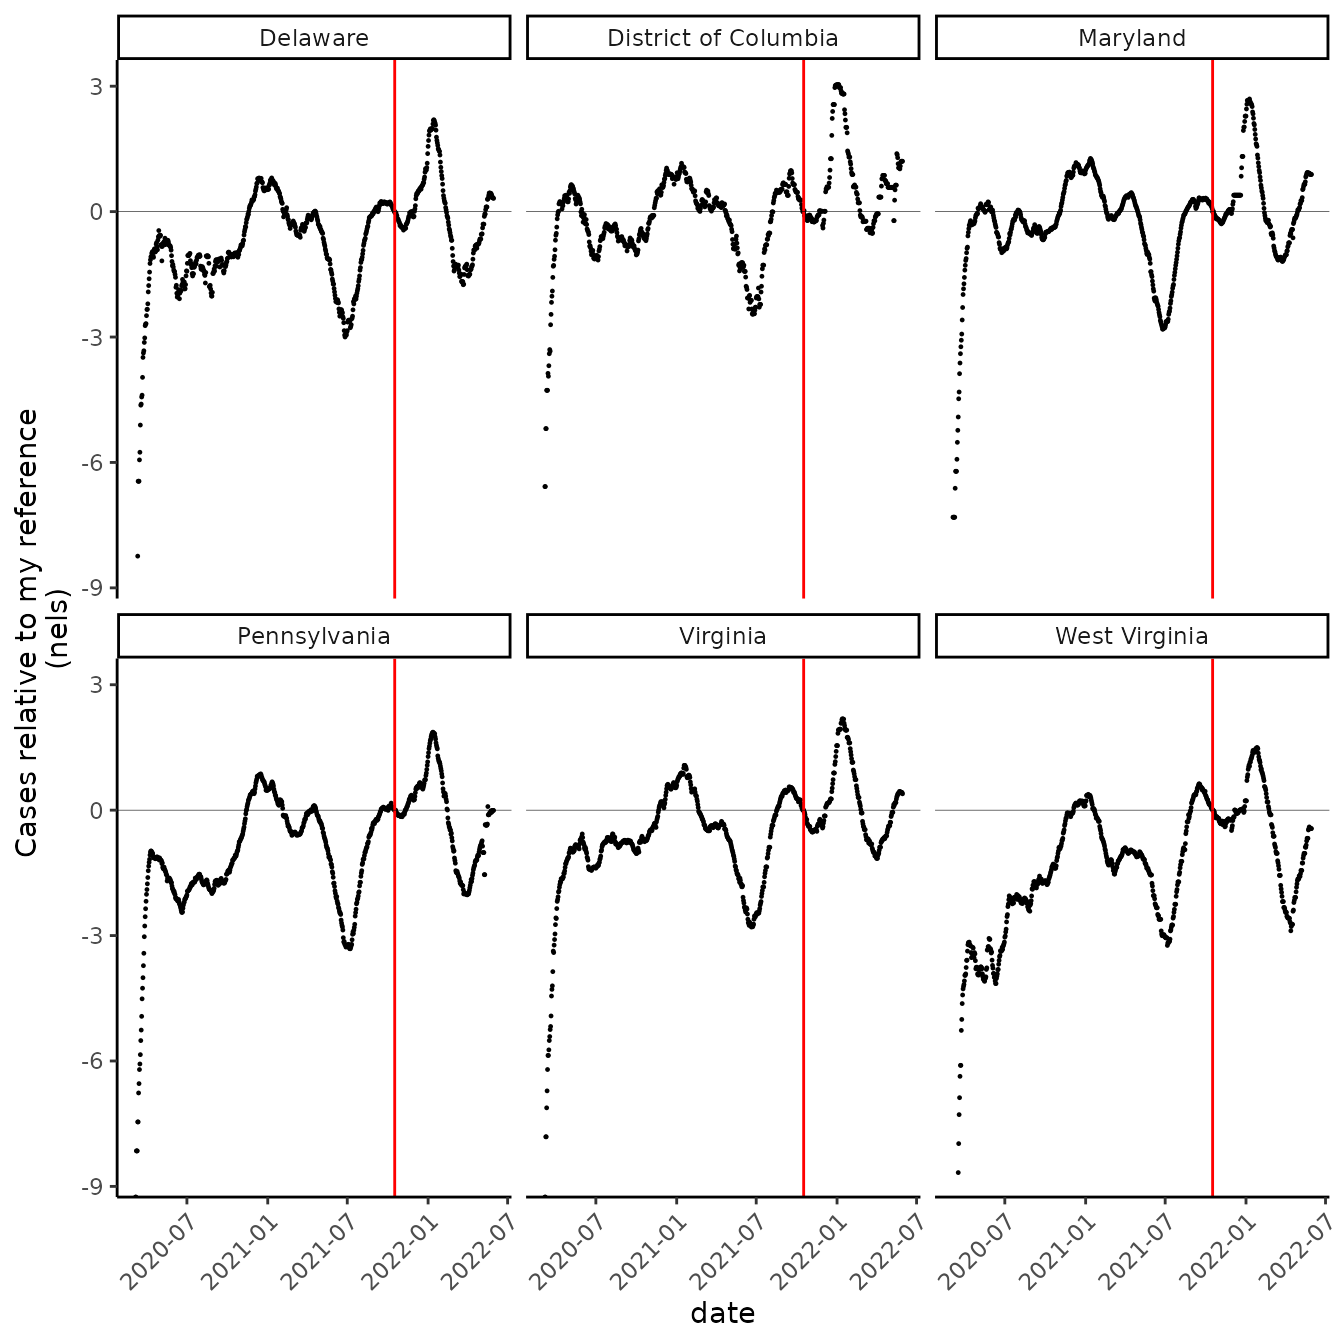 Delaware
District of Columbia
Maryland
3
0
-3
-6
-9
Pennsylvania
Virginia
West Virginia
3
0
-3
-6
-9
2020-07
2021-01
2021-07
2022-01
2022-07
2020-07
2021-01
2021-07
2022-01
2022-07
2020-07
2021-01
2021-07
2022-01
2022-07
date
Cases relative to my reference
(nels)